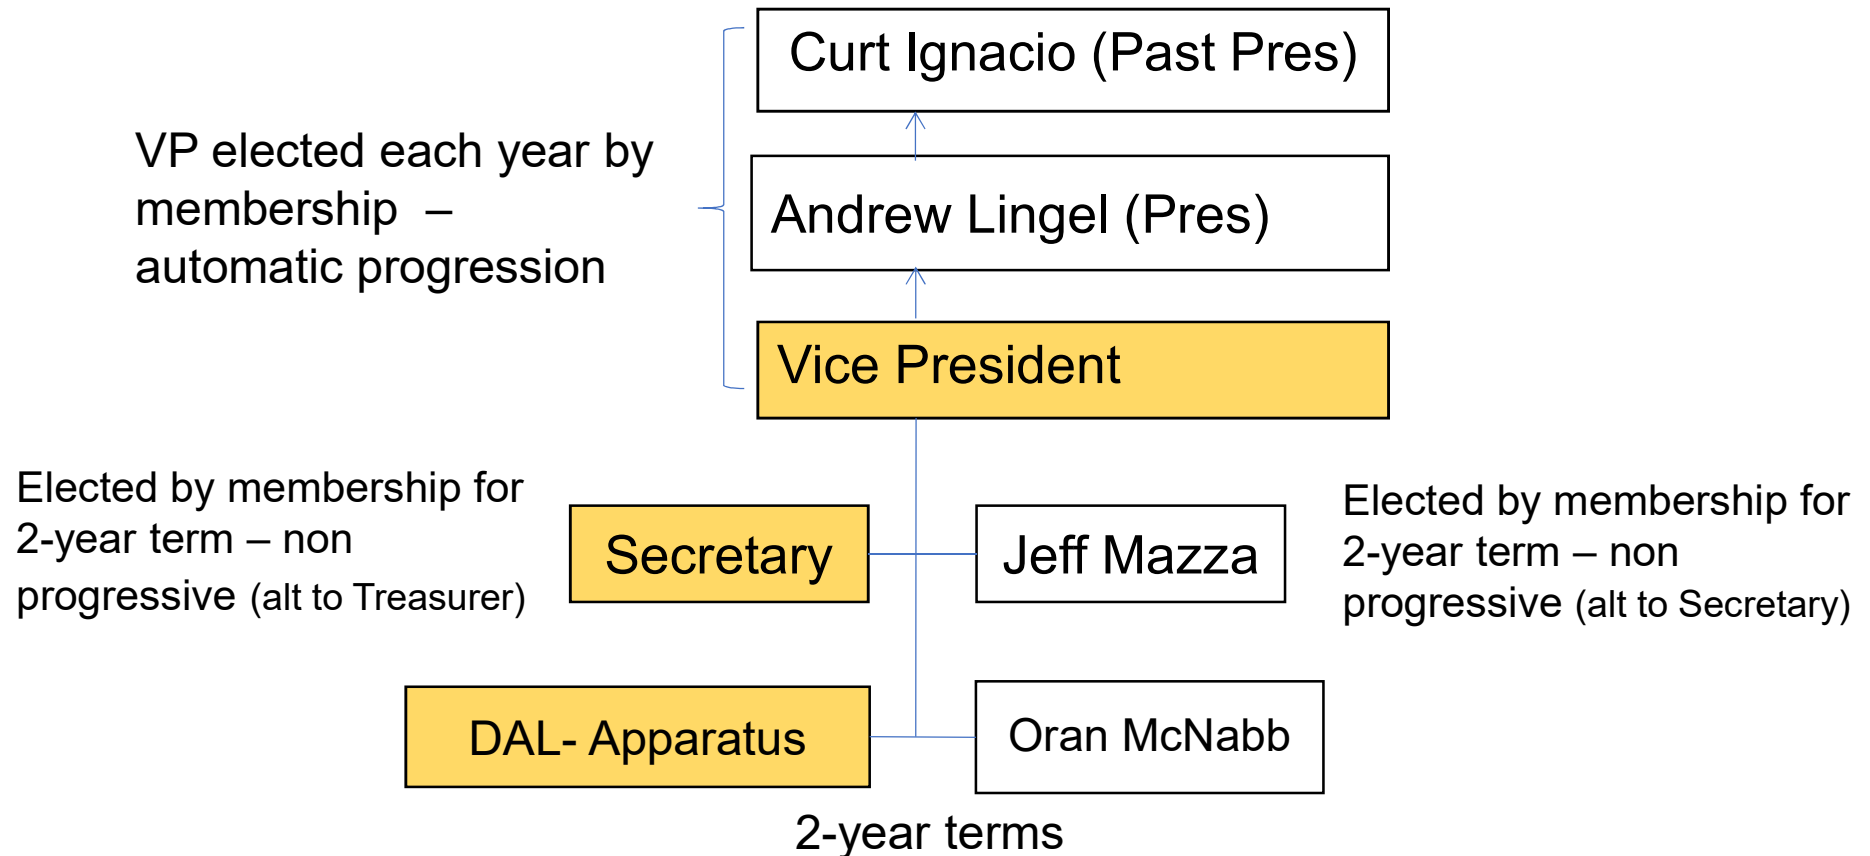 Curt Ignacio (Past Pres)
VP elected each year by
membership –
automatic progression
Andrew Lingel (Pres)
Vice President
Elected by membership for
2-year term – non
progressive (alt to Treasurer)
Secretary
Jeff Mazza
Elected by membership for
2-year term – non
progressive (alt to Secretary)
DAL- Apparatus
Oran McNabb
2-year terms